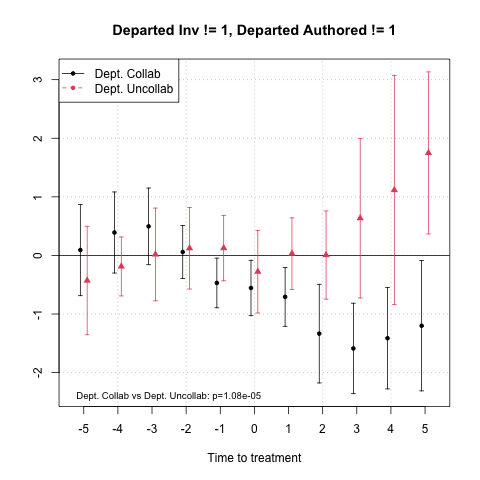 Departed Inv != 1, Departed Authored != 1
Dept. Collab
Dept. Uncollab
3
2
1
0
-1
-2
Dept. Collab vs Dept. Uncollab: p=1.08e-05
-5 -4 -3 -2 -1 0 1 2 3 4 5
Time to treatment